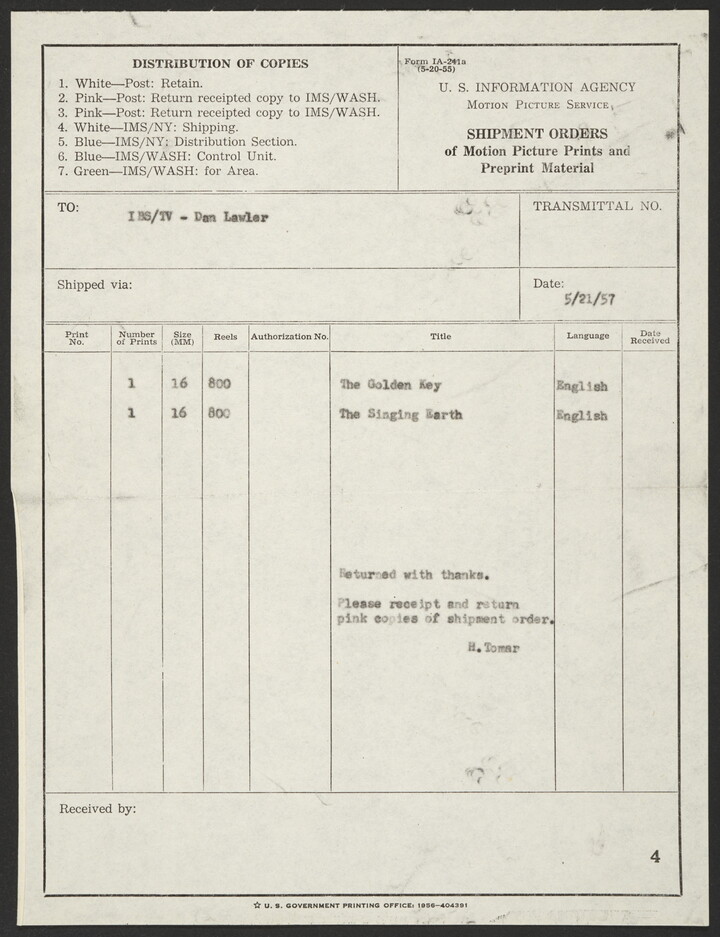 DISTRIBUTION OF COPIES
1. White—Post: Retain.
2. Pink—Post: Return receipted copy to IMS/WASH.
3. Pink—Post: Return receipted copy to IMS/WASH.
4. White—IMS/NY: Shipping.
5. Blue—IMS/NY: Distribution Section.
6. Blue—IMS/WASH: Control Unit.
7. Green—IMS/WASH: for Area.
Form IA-241a
(5-20-55)
U. S. INFORMATION AGENCY
MOTION PICTURE SERVICE
SHIPMENT ORDERS
of Motion Picture Prints and
Preprint Material
TO:
IBS/TV - Dan Lawler
TRANSMITTAL NO.
Shipped via:
Date:
5/21/57
Print No. Number of Prints Size (MM) Reels Authorization No. Title Language Date Received
1 16 800 The Golden Key English
1 16 800 The Singing Earth English
Returned with thanks.
Please receipt and return
pink copies of shipment order.
H. Tomar
Received by:
4
☆ U. S. GOVERNMENT PRINTING OFFICE: 1956—404391